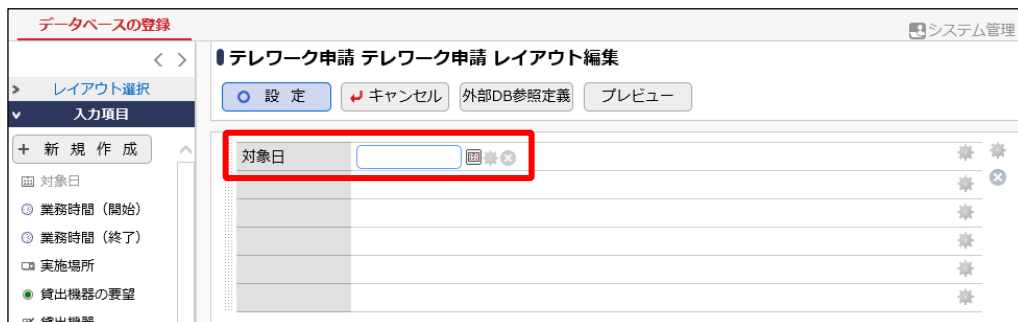 データベースの登録
システム管理
テレワーク申請 テレワーク申請 レイアウト編集
レイアウト選択
設 定 キャンセル 外部DB参照定義 プレビュー
入力項目
+ 新 規 作 成
対象日
対象日
業務時間（開始）
業務時間（終了）
実施場所
貸出機器の要望
貸出機器